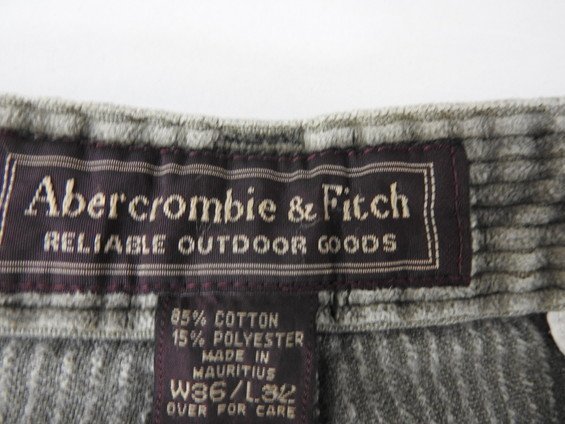 Abercrombie & Fitch
RELIABLE OUTDOOR GOODS
85% COTTON
15% POLYESTER
MADE IN
MAURITIUS
W36/L32
OVER FOR CARE